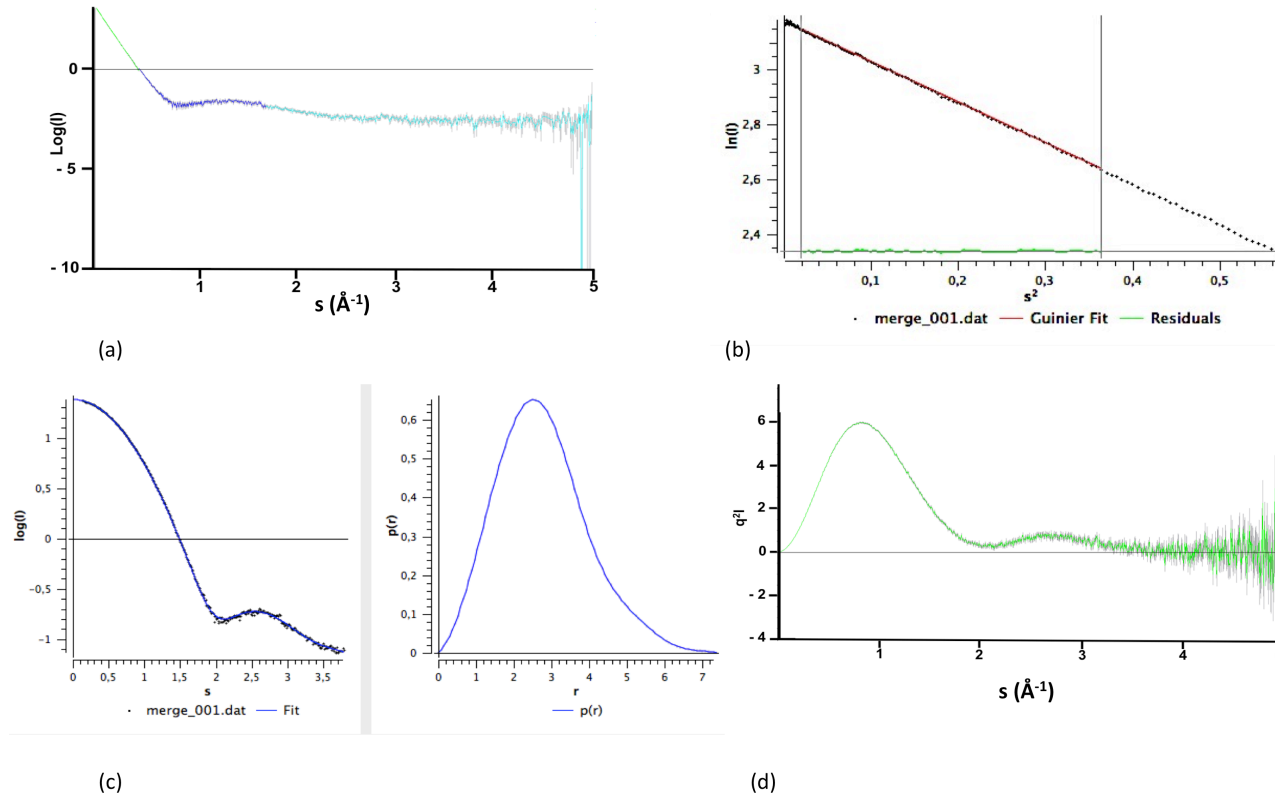 0
- 5
- 10
Log(I)
1 2 3 4 5
s (Å-1)
(a)
3
2,8
2,6
2,4
ln(I)
0,1 0,2 0,3 0,4 0,5
s²
merge_001.dat Guinier Fit Residuals
(b)
1
0,5
0
−0,5
−1
log(I)
0 0,5 1 1,5 2 2,5 3 3,5
s
merge_001.dat Fit
0,6
0,5
0,4
0,3
0,2
0,1
0
p(r)
0 1 2 3 4 5 6 7
r
p(r)
(c)
6
4
2
0
- 2
- 4
q²I
1 2 3 4
s (Å-1)
(d)